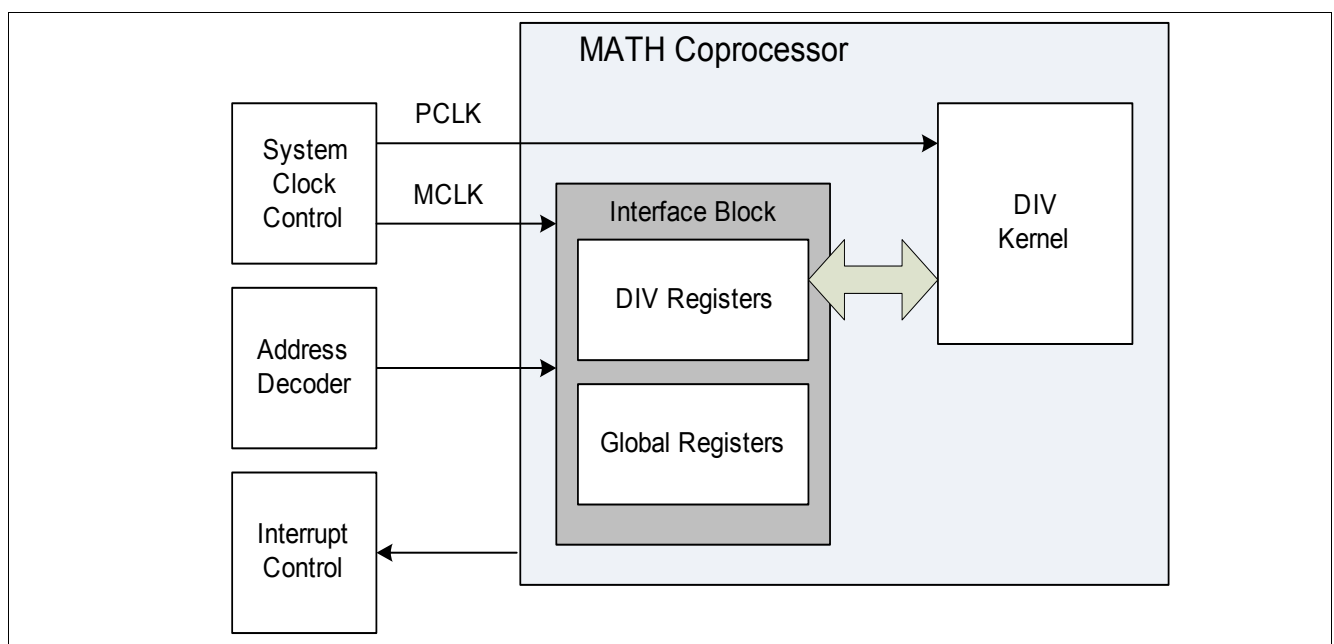 MATH Coprocessor
PCLK
System
Clock
Control
MCLK
DIV
Kernel
Interface Block
DIV Registers
Address
Decoder
Global Registers
Interrupt
Control